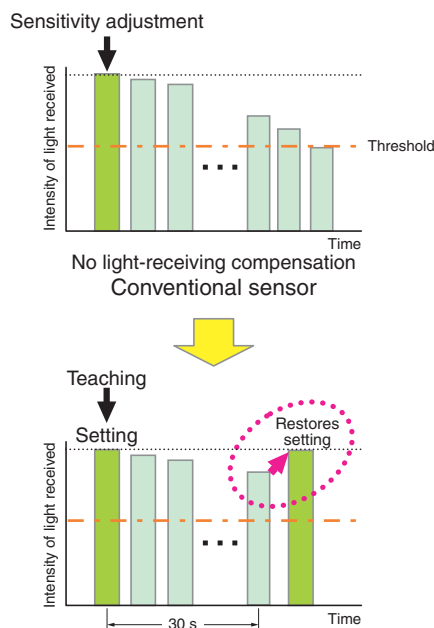 Sensitivity adjustment
Intensity of light received
Threshold
Time
No light-receiving compensation
Conventional sensor
Teaching
Setting
Restores
setting
Intensity of light received
30 s
Time